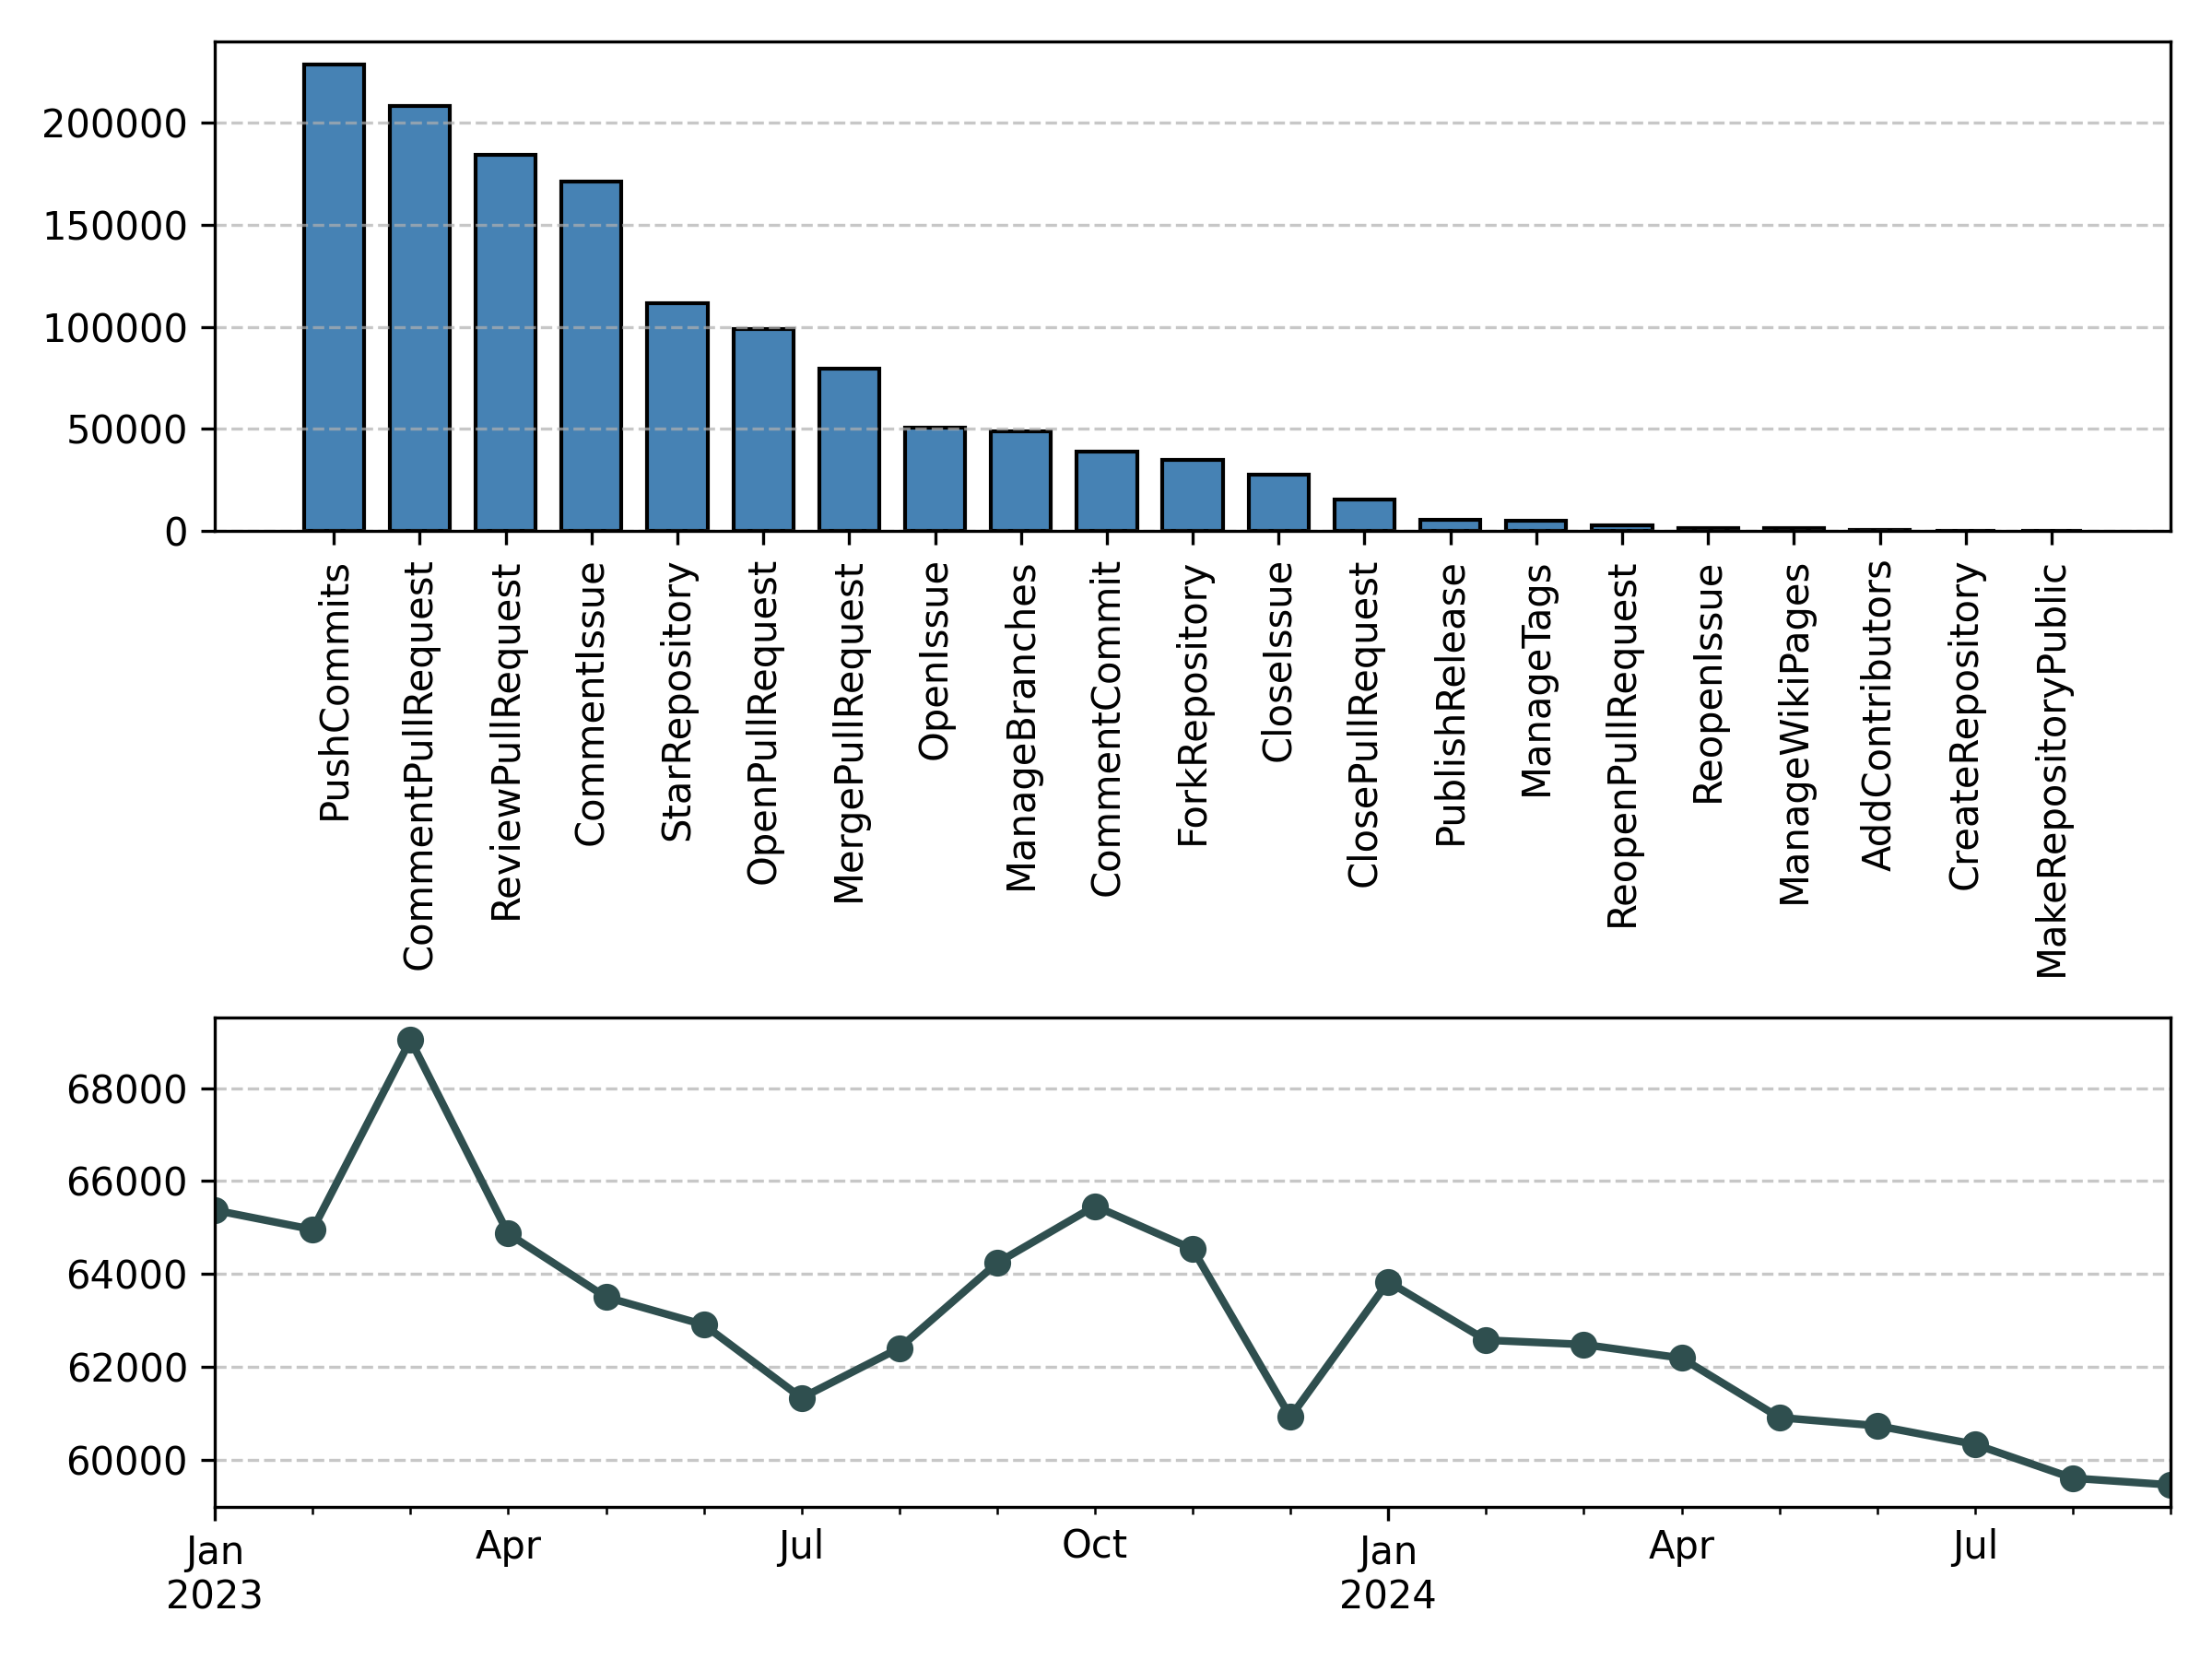 200000
150000
100000
50000
0
PushCommits
CommentPullRequest
ReviewPullRequest
CommentIssue
StarRepository
OpenPullRequest
MergePullRequest
OpenIssue
ManageBranches
CommentCommit
ForkRepository
CloseIssue
ClosePullRequest
PublishRelease
ManageTags
ReopenPullRequest
ReopenIssue
ManageWikiPages
AddContributors
CreateRepository
MakeRepositoryPublic
68000
66000
64000
62000
60000
Jan Apr Jul Oct Jan Apr Jul
2023 2024